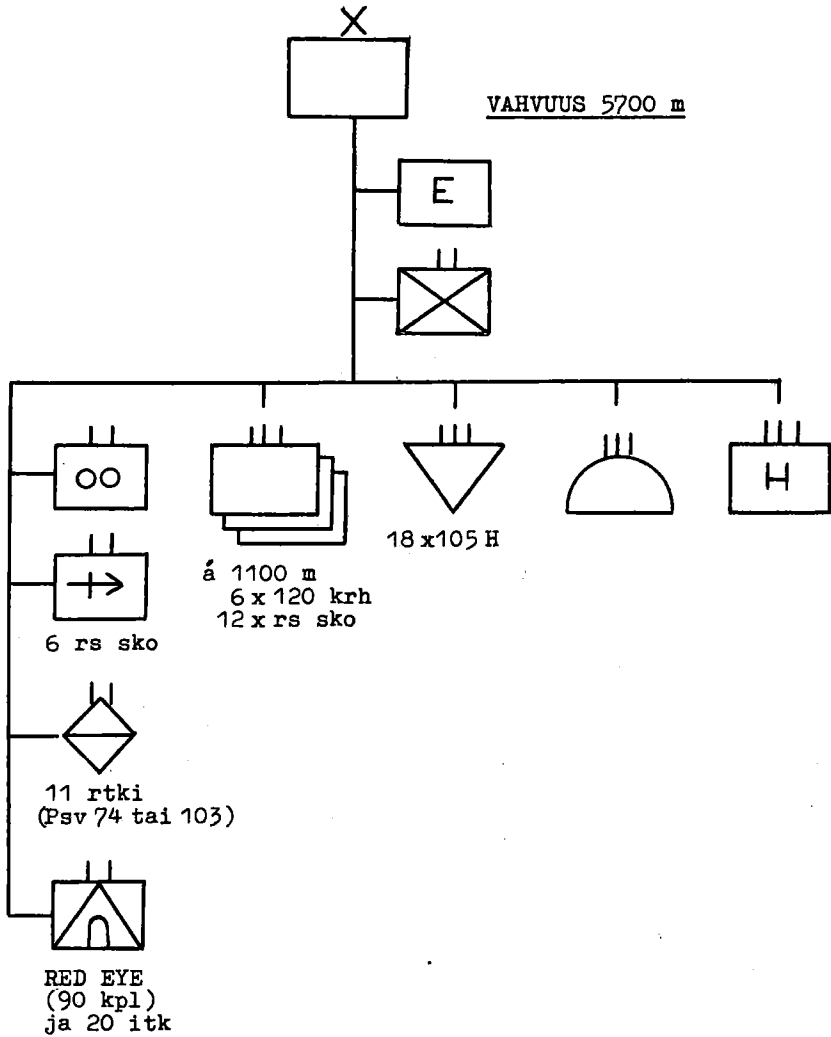 X
VAHVUUS 5700 m
E
H
18 x 105 H
á 1100 m
6 x 120 krh
12 x rs sko
6 rs sko
11 rtki
(Psv 74 tai 103)
RED EYE
(90 kpl)
ja 20 itk